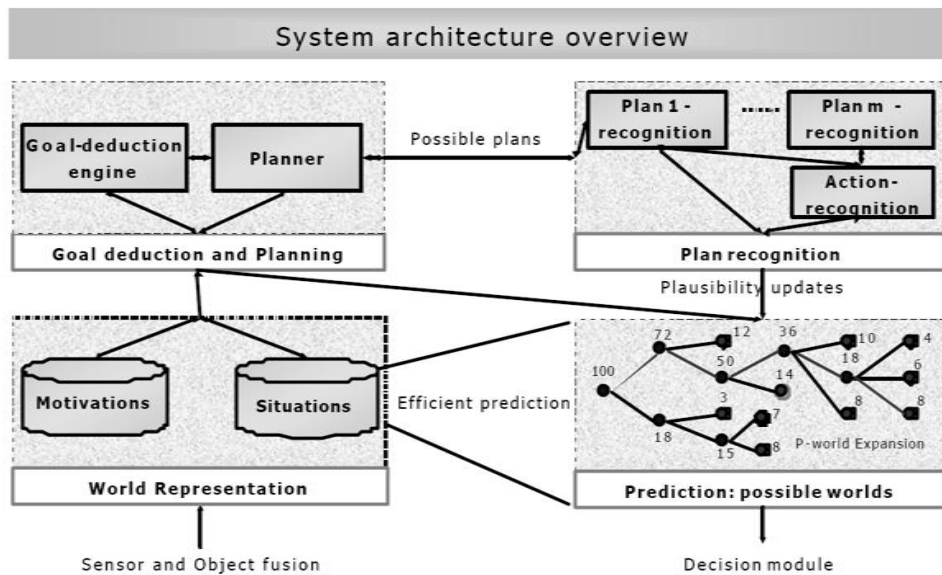 System architecture overview
Goal-deduction
engine
Planner
Possible plans
Plan 1 -
recognition
......
Plan m -
recognition
Action-
recognition
Goal deduction and Planning
Plan recognition
Plausibility updates
Motivations
Situations
Efficient prediction
100
72
12
50
36
14
10
18
4
6
8
8
3
18
7
15
8
P-world Expansion
World Representation
Prediction: possible worlds
Sensor and Object fusion
Decision module